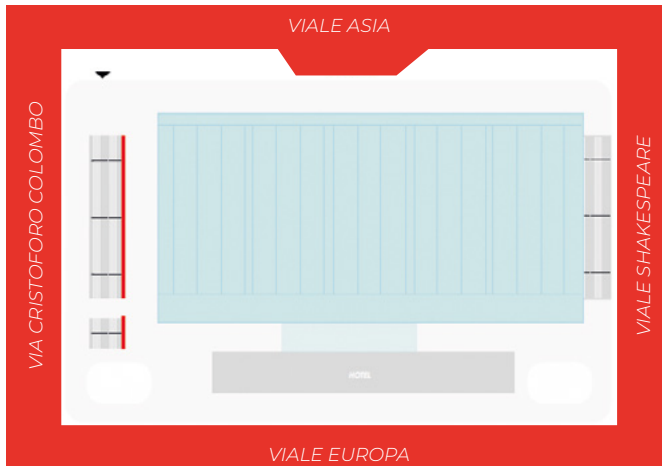 VIALE ASIA
VIA CRISTOFORO COLOMBO
VIALE SHAKESPEARE
HOTEL
VIALE EUROPA